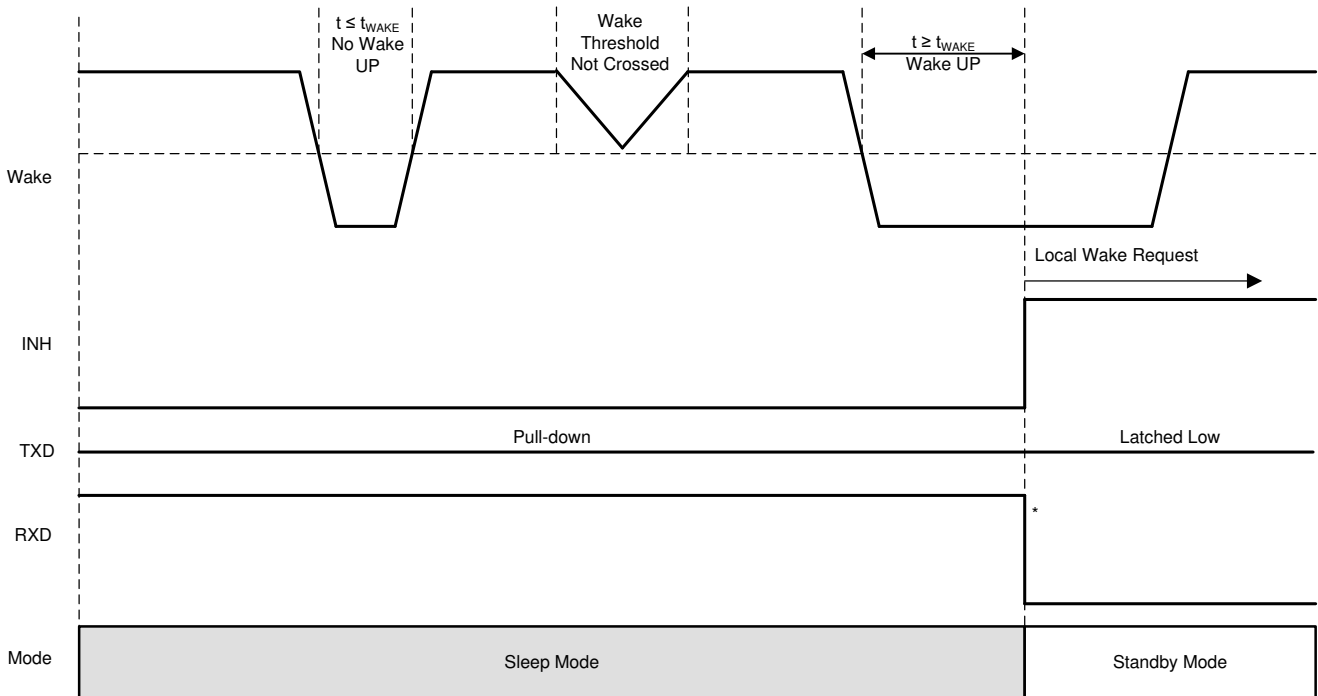 t ≤ tWAKE
No Wake
UP
Wake
Threshold
Not Crossed
t ≥ tWAKE
Wake UP
Wake
Local Wake Request
INH
Pull-down
Latched Low
TXD
RXD
*
Mode
Sleep Mode
Standby Mode